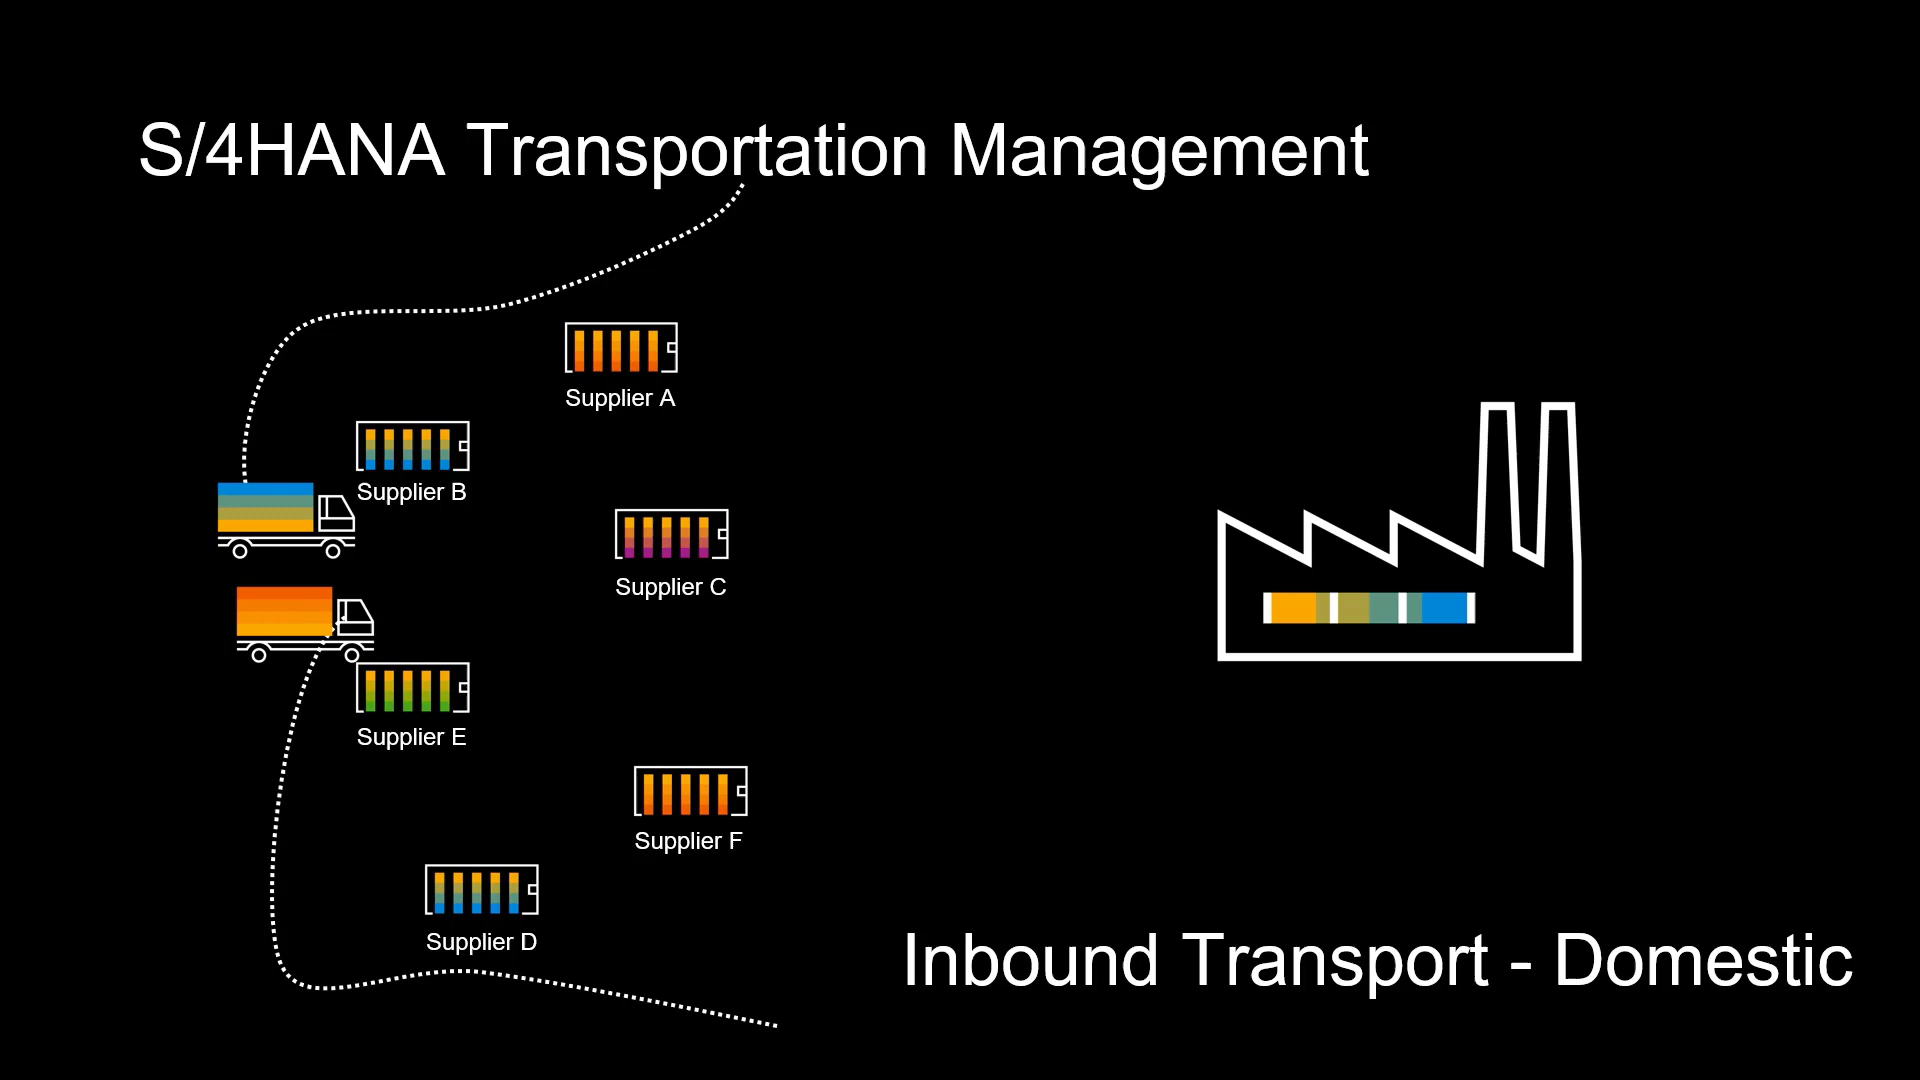 S/4HANA Transportation Management
Supplier A
Supplier B
Supplier C
Supplier E
Supplier F
Supplier D
Inbound Transport - Domestic